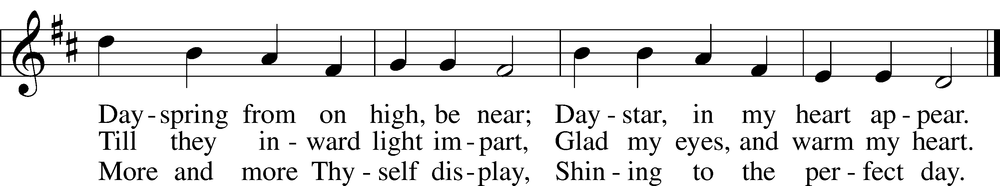 Day - spring from on high, be near; Day - star, in my heart ap - pear.
Till they in - ward light im - part, Glad my eyes, and warm my heart.
More and more Thy - self dis - play, Shin - ing to the per - fect day.